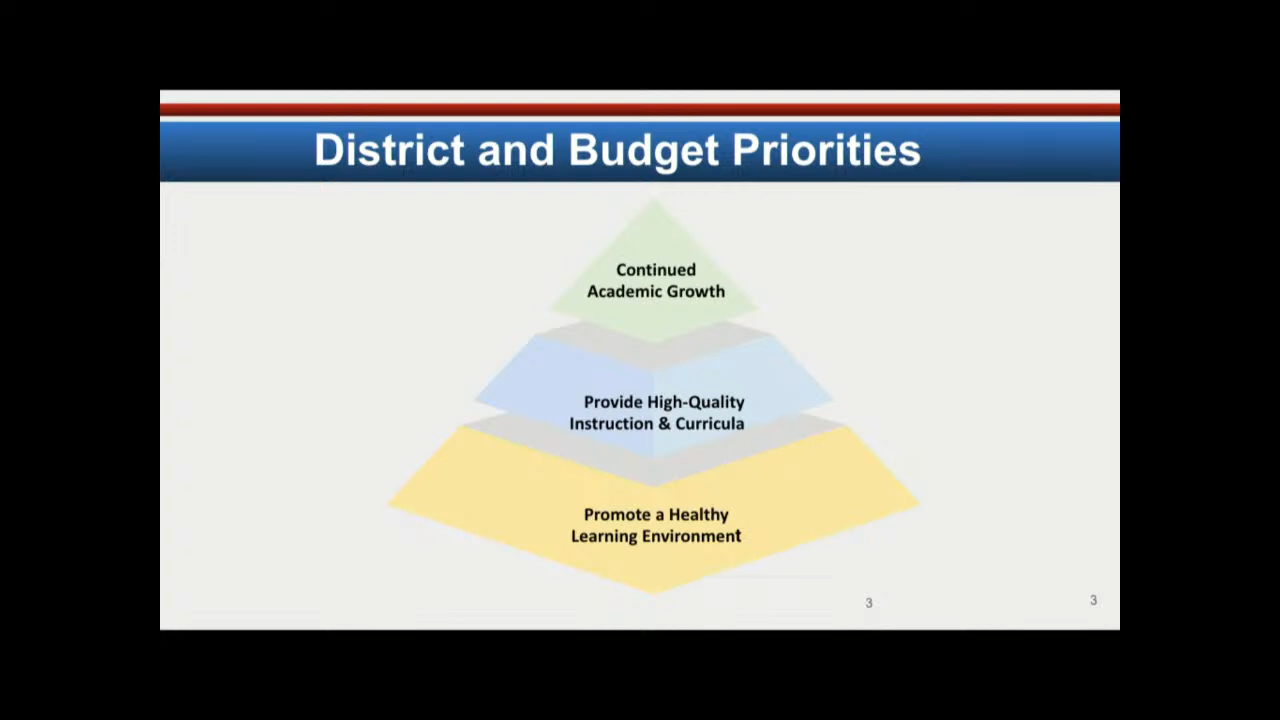 District and Budget Priorities
Continued
Academic Growth
Provide High-Quality
Instruction & Curricula
Promote a Healthy
Learning Environment
3
3